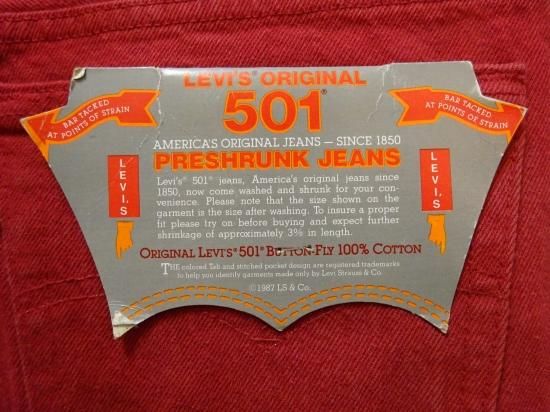 LEVI'S® ORIGINAL
501®
BAR TACKED
AT POINTS OF STRAIN
BAR TACKED
AT POINTS OF STRAIN
AMERICA'S ORIGINAL JEANS — SINCE 1850
PRESHRUNK JEANS
LEVI'S
LEVI'S
Levi's® 501® jeans, America's original jeans since
1850, now come washed and shrunk for your con-
venience. Please note that the size shown on the
garment is the size after washing. To insure a proper
fit please try on before buying and expect further
shrinkage of approximately 3% in length.
ORIGINAL LEVI'S® 501® BUTTON-FLY 100% COTTON
THE colored Tab and stitched pocket design are registered trademarks
to help you identify garments made only by Levi Strauss & Co.
©1987 LS & Co.